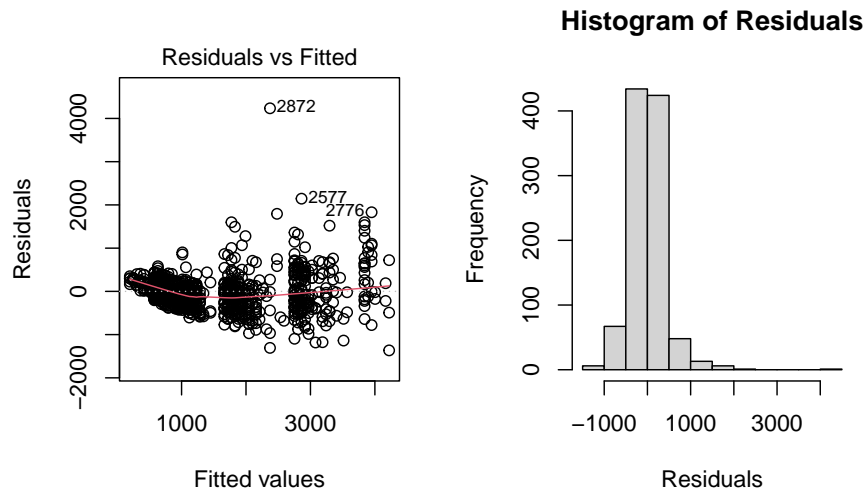 Residuals vs Fitted
Residuals
4000
2000
0
−2000
2872
2577
2776
1000
3000
Fitted values
Histogram of Residuals
Frequency
400
300
200
100
0
−1000
1000
3000
Residuals